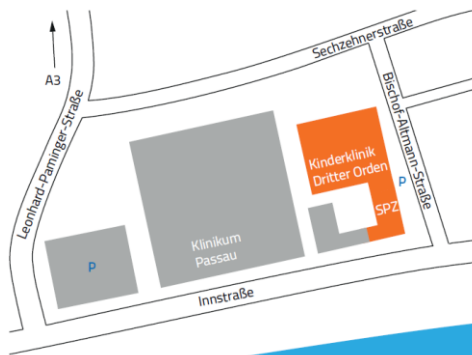 A3
Sechzehnerstraße
Leonhard-Paminger-Straße
Bischof-Altmann-Straße
Kinderklinik
Dritter Orden
P
SPZ
Klinikum
Passau
P
Innstraße